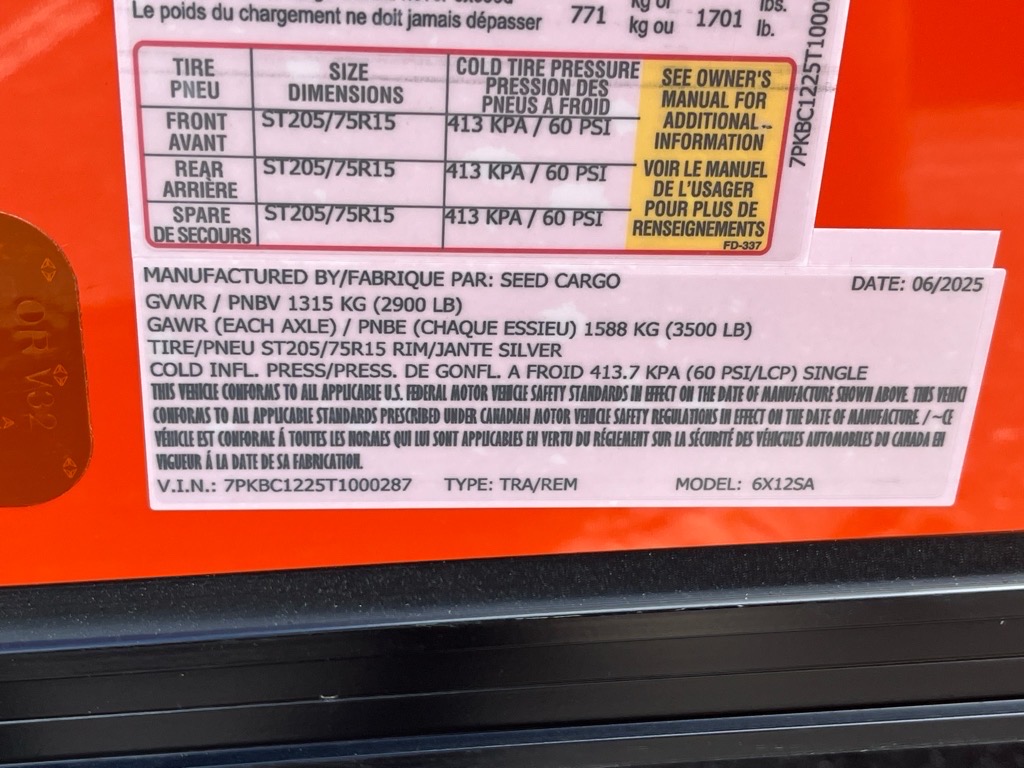 Le poids du chargement ne doit jamais dépasser 771 kg ou 1701 lb.
kg or lbs.
TIRE PNEU
SIZE DIMENSIONS
COLD TIRE PRESSURE
PRESSION DES
PNEUS A FROID
SEE OWNER'S
MANUAL FOR
ADDITIONAL
INFORMATION
FRONT AVANT
ST205/75R15
413 KPA / 60 PSI
REAR ARRIÈRE
ST205/75R15
413 KPA / 60 PSI
SPARE DE SECOURS
ST205/75R15
413 KPA / 60 PSI
VOIR LE MANUEL
DE L'USAGER
POUR PLUS DE
RENSEIGNEMENTS
FD-337
7PKBC1225T1000
MANUFACTURED BY/FABRIQUE PAR: SEED CARGO DATE: 06/2025
GVWR / PNBV 1315 KG (2900 LB)
GAWR (EACH AXLE) / PNBE (CHAQUE ESSIEU) 1588 KG (3500 LB)
TIRE/PNEU ST205/75R15 RIM/JANTE SILVER
COLD INFL. PRESS/PRESS. DE GONFL. A FROID 413.7 KPA (60 PSI/LCP) SINGLE
THIS VEHICLE CONFORMS TO ALL APPLICABLE U.S. FEDERAL MOTOR VEHICLE SAFETY STANDARDS IN EFFECT ON THE DATE OF MANUFACTURE SHOWN ABOVE. THIS VEHICL
CONFORMS TO ALL APPLICABLE STANDARDS PRESCRIBED UNDER CANADIAN MOTOR VEHICLE SAFETY REGULATIONS IN EFFECT ON THE DATE OF MANUFACTURE. / ~CE
VÉHICLE EST CONFORME Á TOUTES LES NORMES QUI LUI SONT APPLICABLES EN VERTU DU RÉGLEMENT SUR LA SÉCURITÉ DES VÉHICULES AUTOMOBILES DU CANADA EN
VIGUEUR Á LA DATE DE SA FABRICATION.
V.I.N.: 7PKBC1225T1000287 TYPE: TRA/REM MODEL: 6X12SA
OR V32